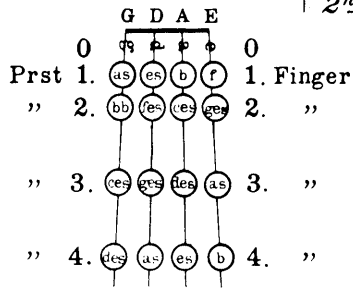 2
G D A E
0 g d a e 0
Prst 1. as es b f 1. Finger
„ 2. bb fes ces ges 2. „
„ 3. ces ges des as 3. „
„ 4. des as es b 4. „